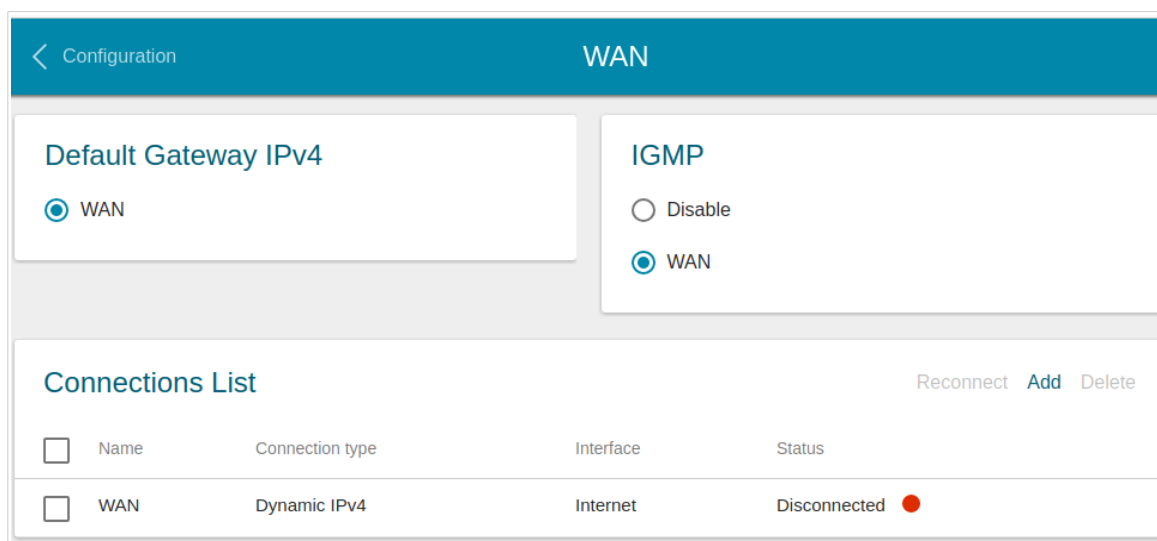 Configuration
WAN
Default Gateway IPv4
WAN
IGMP
Disable
WAN
Connections List
Reconnect Add Delete
Name Connection type Interface Status
WAN Dynamic IPv4 Internet Disconnected